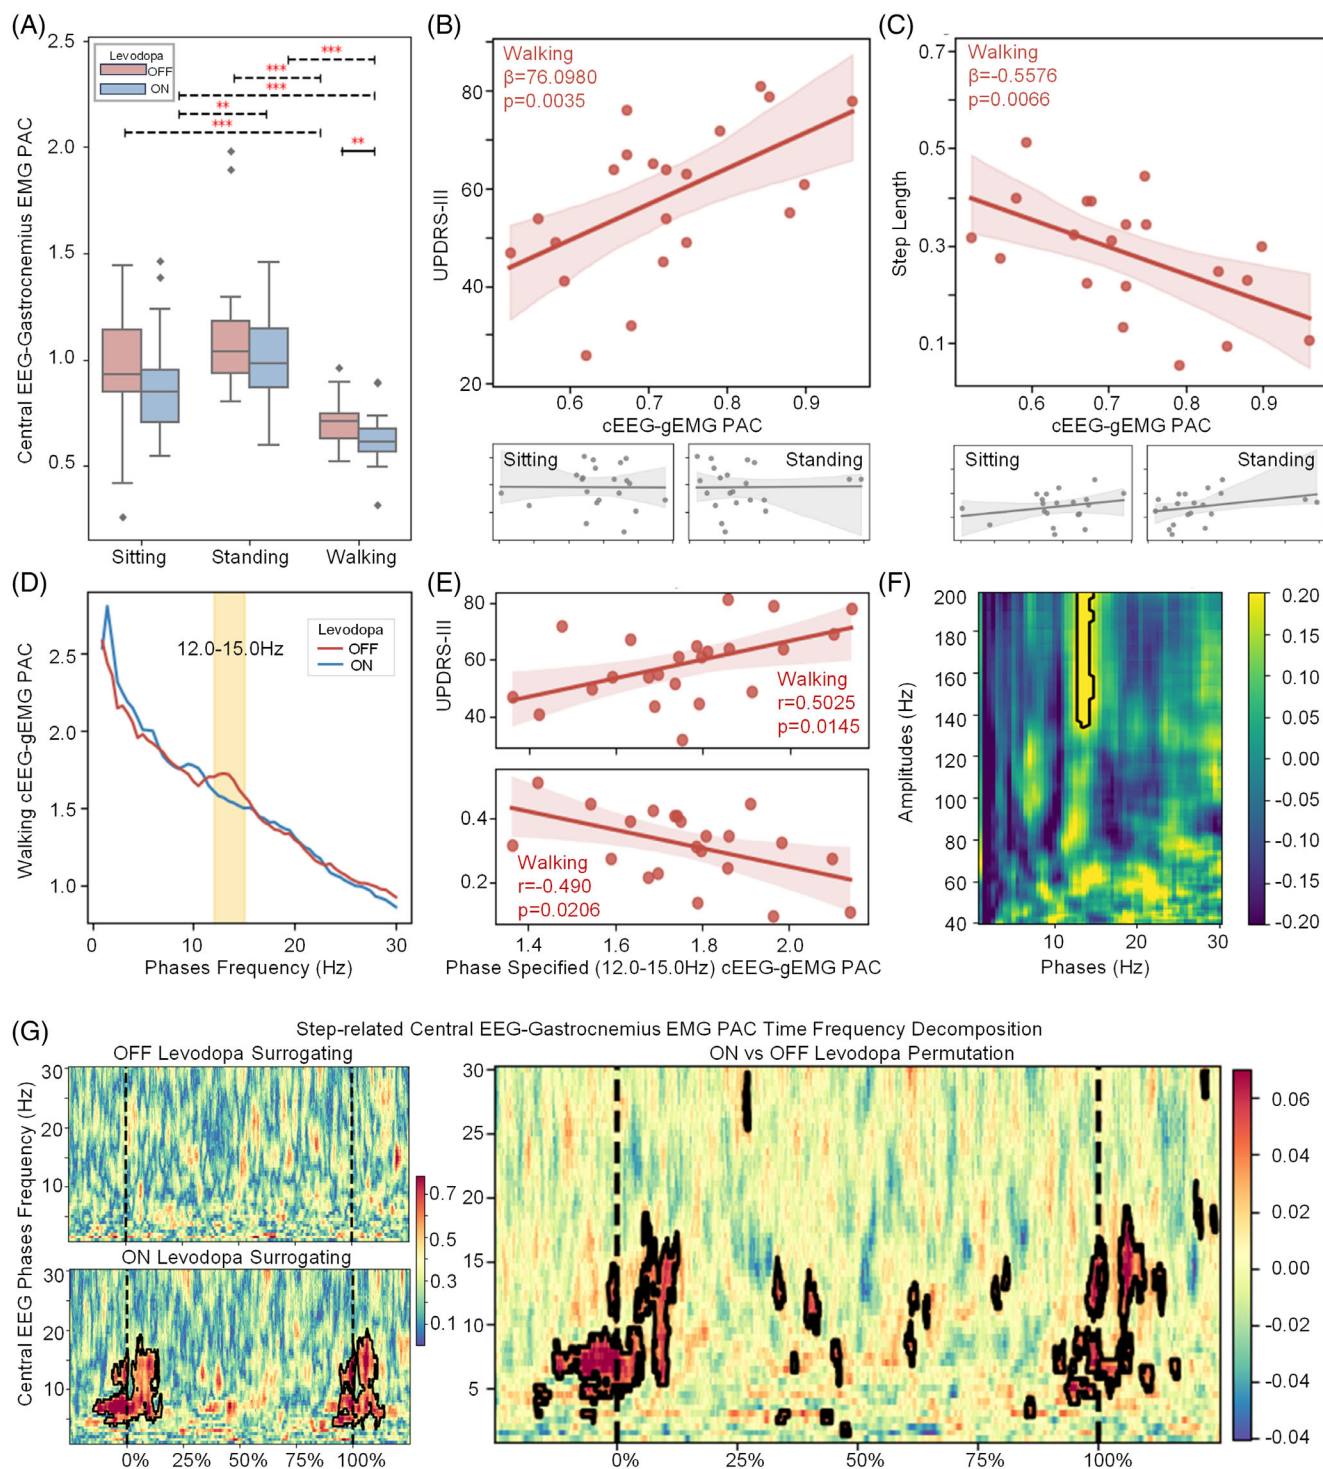 (A)
Central EEG-Gastrocnemius EMG PAC
2.5
2.0
1.5
1.0
0.5
Levodopa
OFF
ON
***
***
***
**
***
**
Sitting
Standing
Walking
(B)
UPDRS-III
80
60
40
20
Walking
β=76.0980
p=0.0035
0.6
0.7
0.8
0.9
cEEG-gEMG PAC
Sitting
Standing
(C)
Step Length
0.7
0.5
0.3
0.1
Walking
β=-0.5576
p=0.0066
0.6
0.7
0.8
0.9
cEEG-gEMG PAC
Sitting
Standing
(D)
Walking cEEG-gEMG PAC
2.5
2.0
1.5
1.0
12.0-15.0Hz
Levodopa
OFF
ON
0
10
20
30
Phases Frequency (Hz)
(E)
UPDRS-III
80
60
40
Walking
r=0.5025
p=0.0145
0.4
0.2
Walking
r=-0.490
p=0.0206
1.4
1.6
1.8
2.0
Phase Specified (12.0-15.0Hz) cEEG-gEMG PAC
(F)
Amplitudes (Hz)
200
180
160
140
120
100
80
60
40
10
20
30
Phases (Hz)
0.20
0.15
0.10
0.05
0.00
-0.05
-0.10
-0.15
-0.20
(G)
Step-related Central EEG-Gastrocnemius EMG PAC Time Frequency Decomposition
Central EEG Phases Frequency (Hz)
OFF Levodopa Surrogating
30
20
10
ON Levodopa Surrogating
30
20
10
0%
25%
50%
75%
100%
0.7
0.5
0.3
0.1
ON vs OFF Levodopa Permutation
30
25
20
15
10
5
0%
25%
50%
75%
100%
0.06
0.04
0.02
0.00
-0.02
-0.04
-0.04